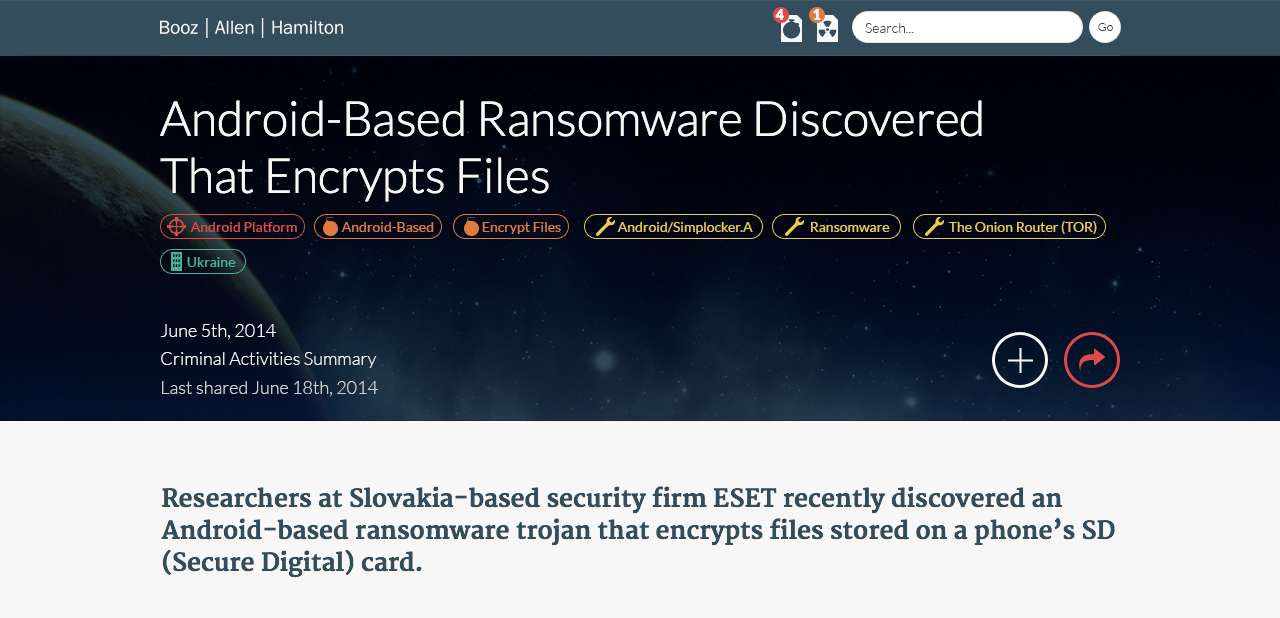 Booz | Allen | Hamilton
4
1
Search...
Go
Android-Based Ransomware Discovered
That Encrypts Files
Android Platform
Android-Based
Encrypt Files
Android/Simplocker.A
Ransomware
The Onion Router (TOR)
Ukraine
June 5th, 2014
Criminal Activities Summary
Last shared June 18th, 2014
Researchers at Slovakia-based security firm ESET recently discovered an
Android-based ransomware trojan that encrypts files stored on a phone’s SD
(Secure Digital) card.